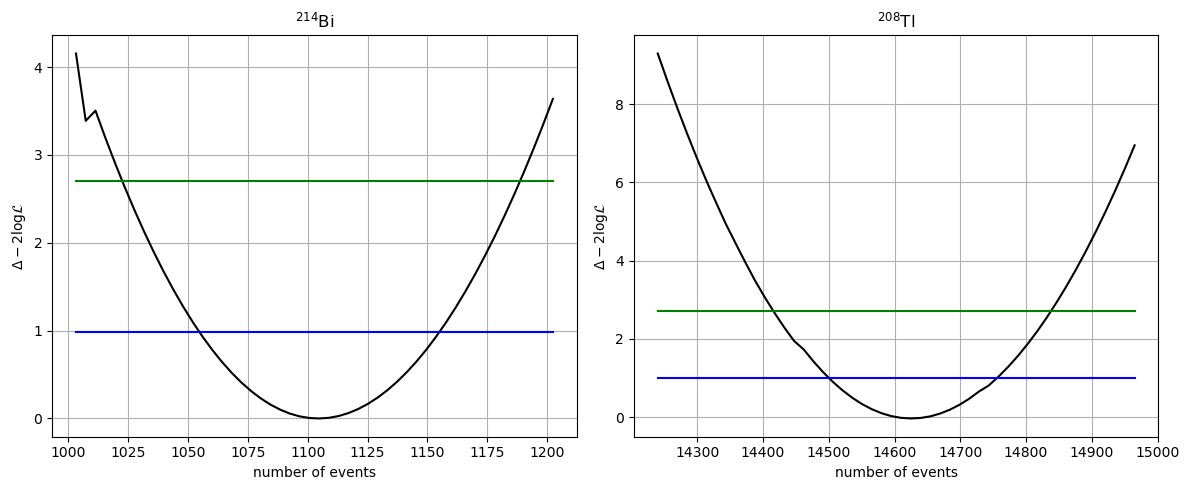 ²¹⁴Bi
4
3
2
1
0
Δ − 2logℒ
1000 1025 1050 1075 1100 1125 1150 1175 1200
number of events
²⁰⁸Tl
8
6
4
2
0
Δ − 2logℒ
14300 14400 14500 14600 14700 14800 14900 15000
number of events